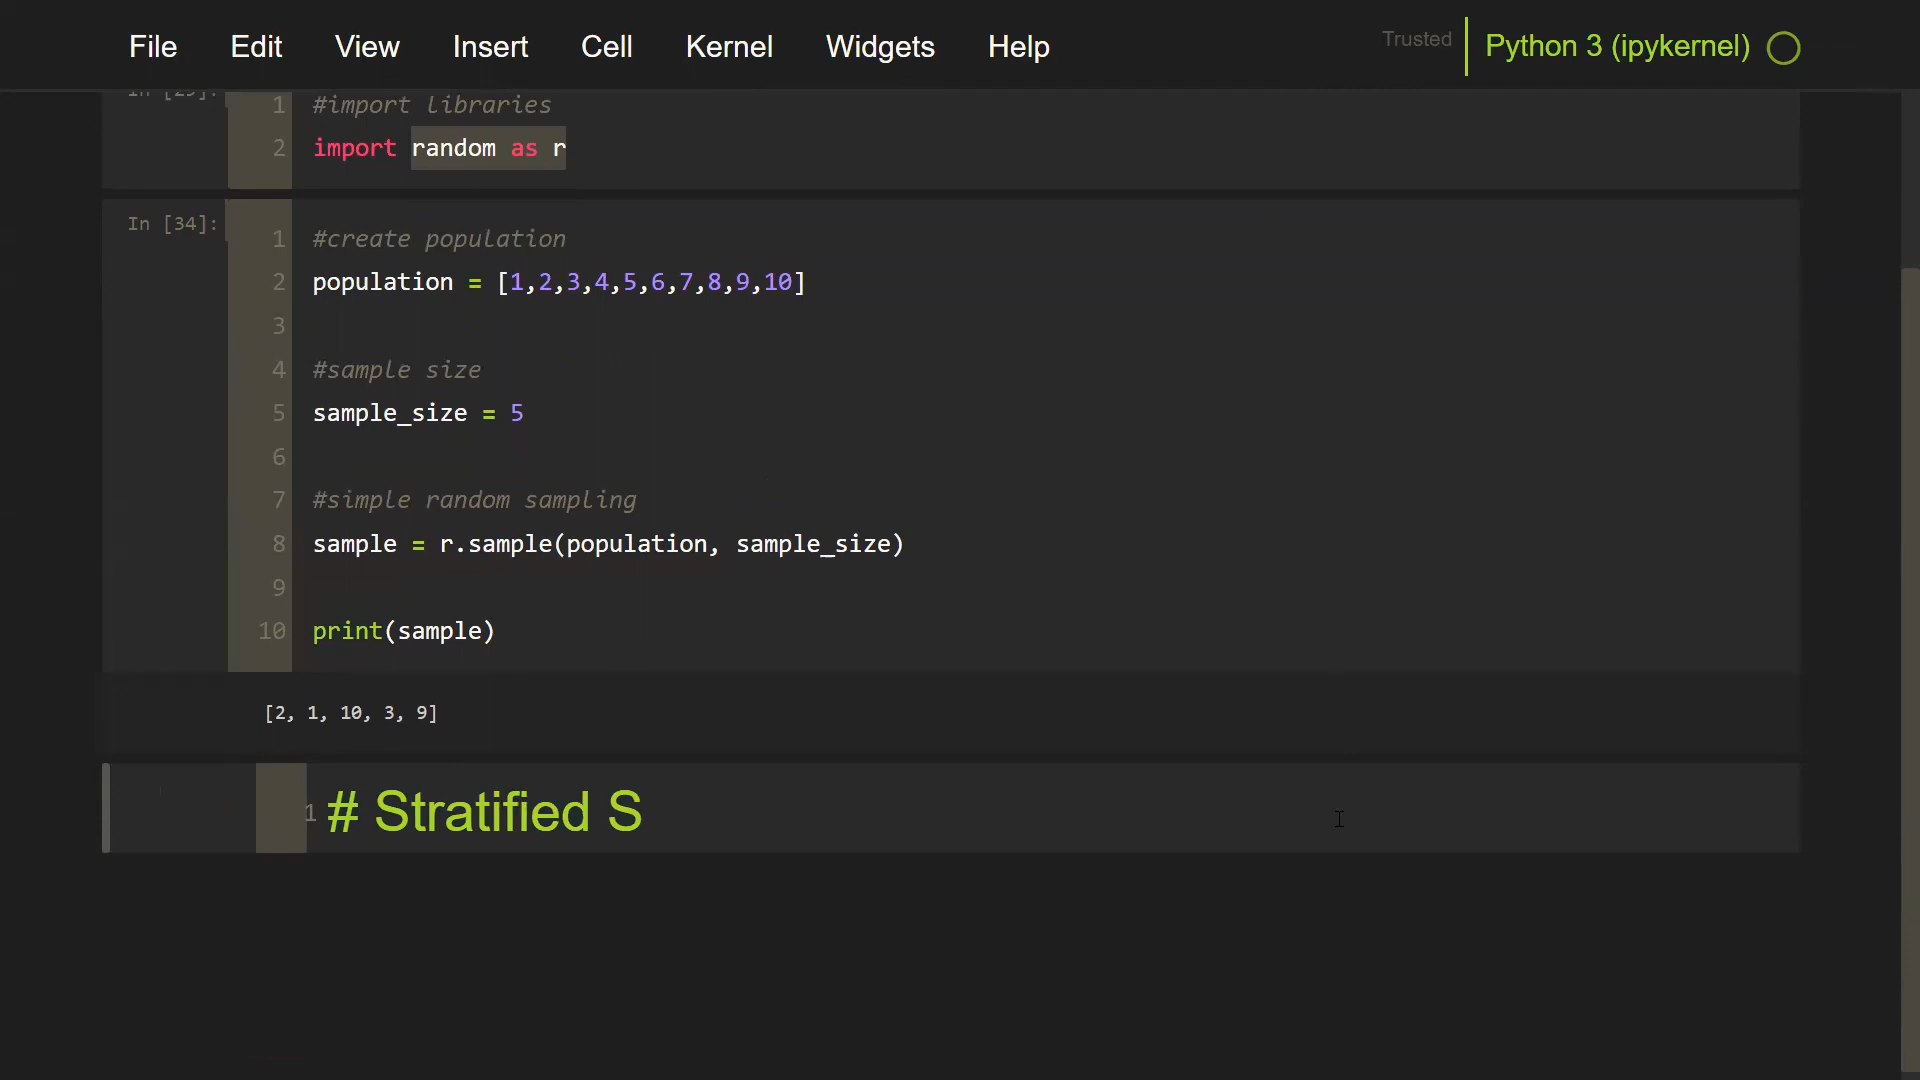 File Edit View Insert Cell Kernel Widgets Help Trusted Python 3 (ipykernel)
1 #import libraries
2 import random as r
In [34]:
1 #create population
2 population = [1,2,3,4,5,6,7,8,9,10]
3
4 #sample size
5 sample_size = 5
6
7 #simple random sampling
8 sample = r.sample(population, sample_size)
9
10 print(sample)
[2, 1, 10, 3, 9]
1 # Stratified S